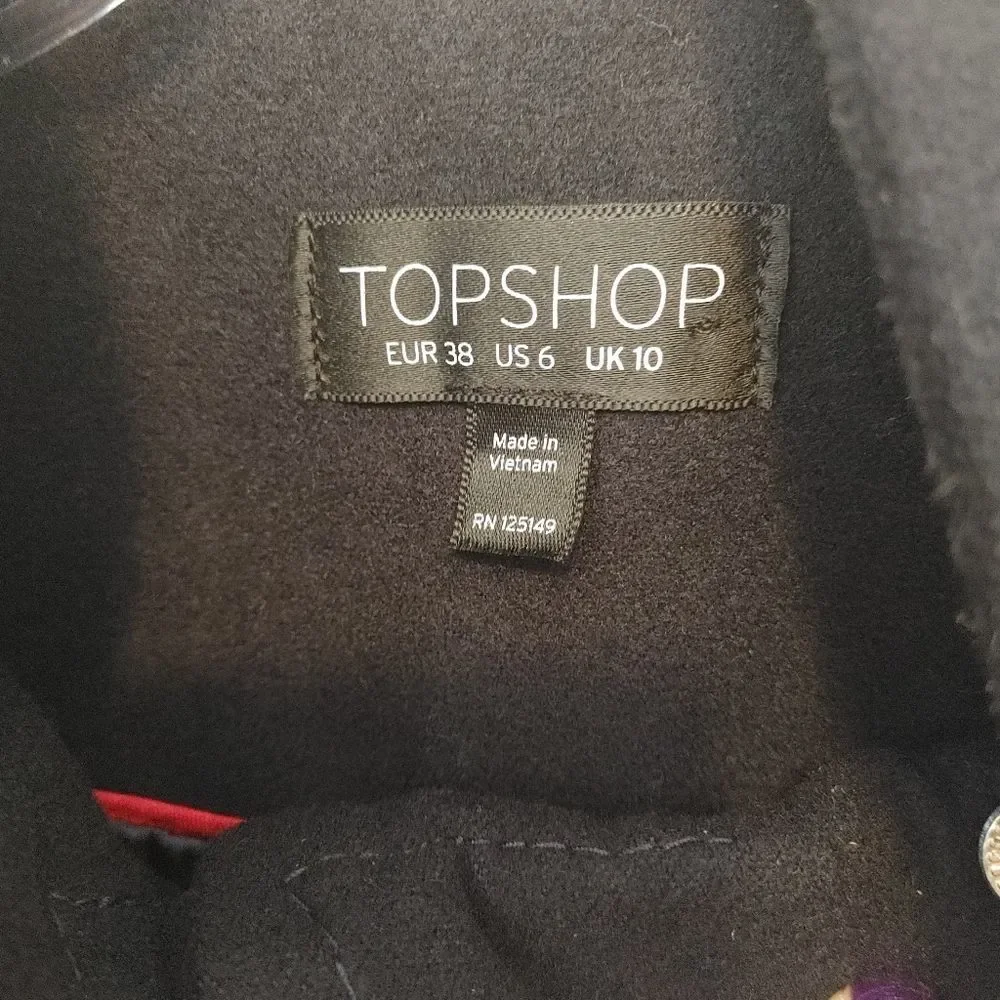 TOPSHOP
EUR 38 US 6 UK 10
Made in
Vietnam
RN 125149